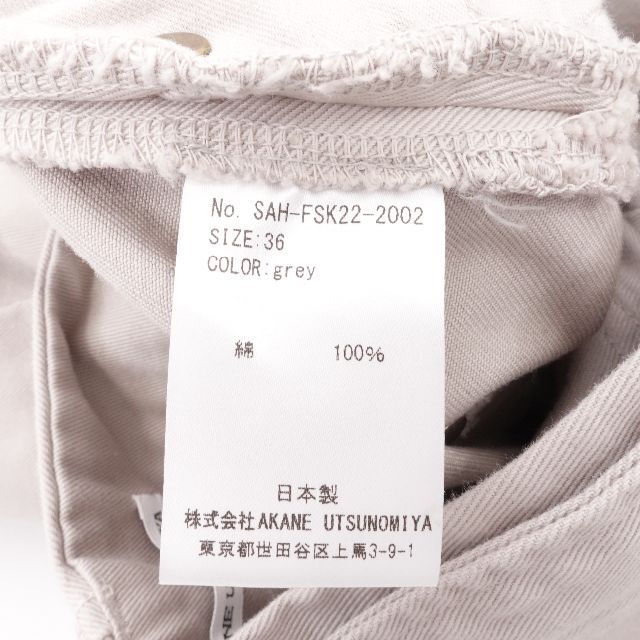 No. SAH-FSK22-2002
SIZE:36
COLOR:grey
綿 100%
日本製
株式会社AKANE UTSUNOMIYA
東京都世田谷区上馬3-9-1
NE U